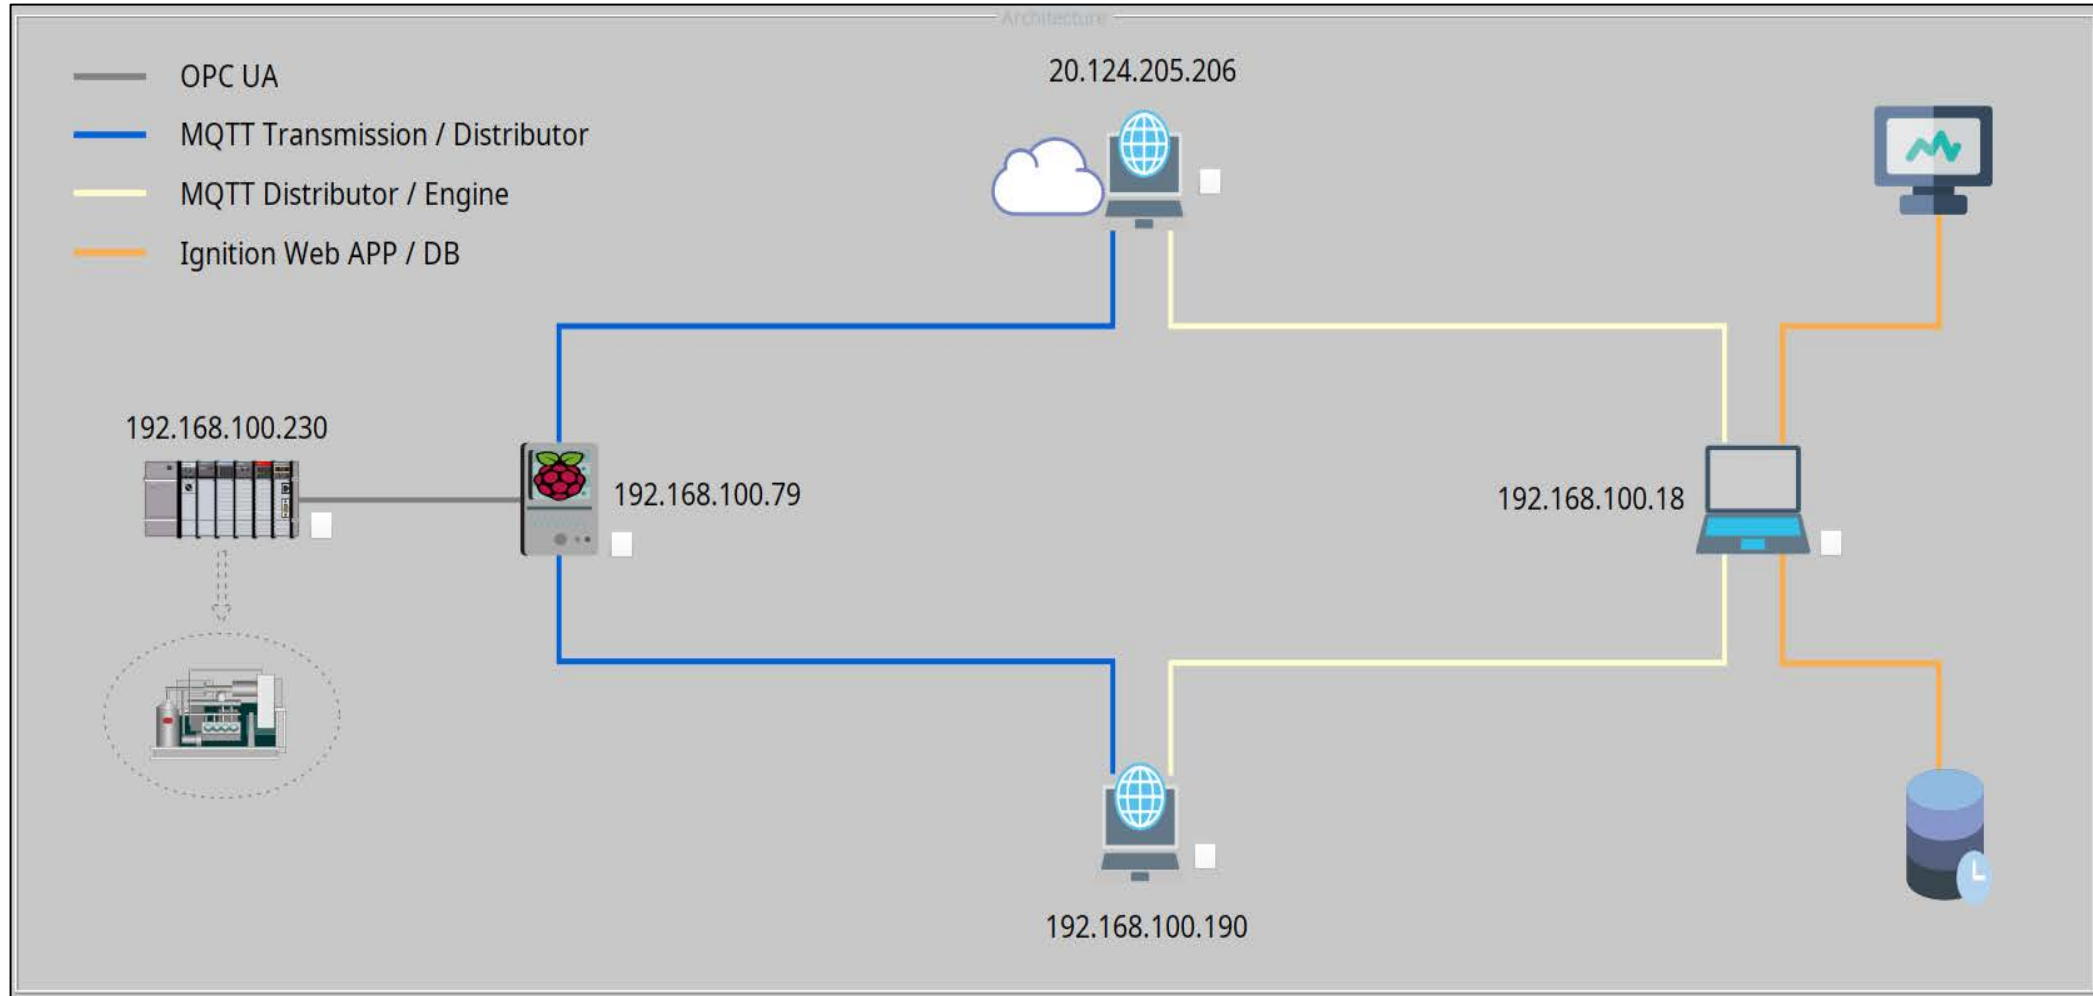 Architecture
OPC UA
MQTT Transmission / Distributor
MQTT Distributor / Engine
Ignition Web APP / DB
20.124.205.206
192.168.100.230
192.168.100.79
192.168.100.18
192.168.100.190